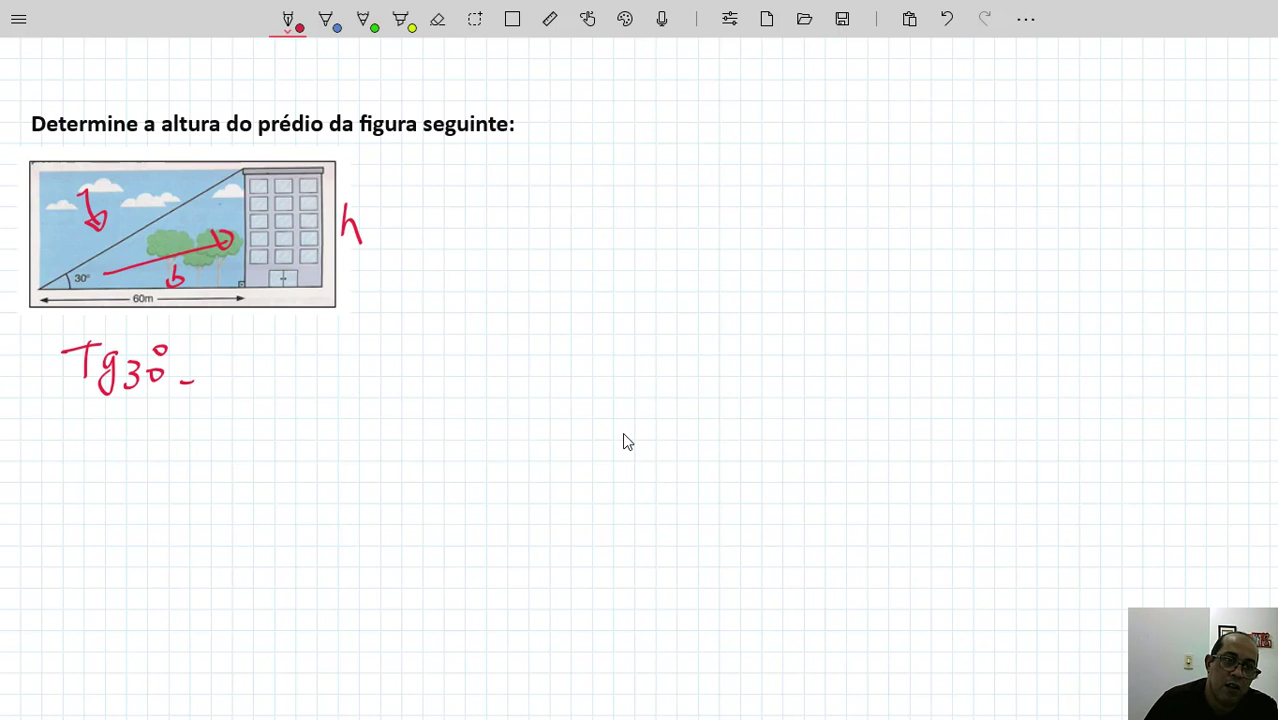 Determine a altura do prédio da figura seguinte:
h
30°
b
60m
Tg30° =